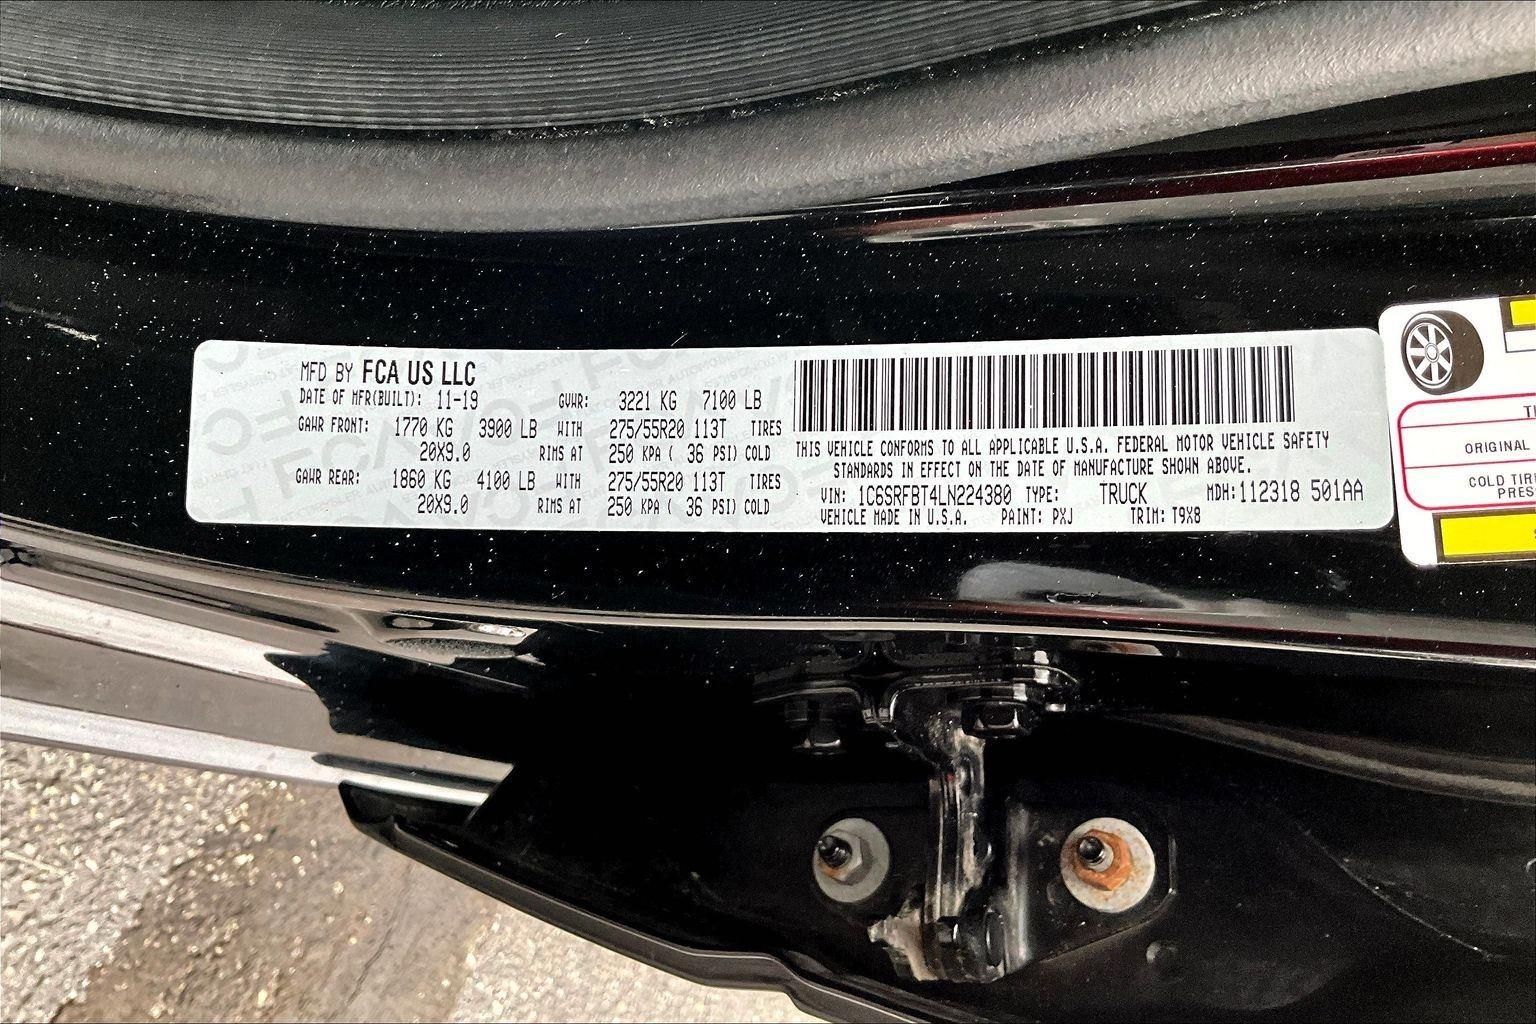 MFD BY FCA US LLC
DATE OF MFR(BUILT): 11-19 GVWR: 3221 KG 7100 LB
GAWR FRONT: 1770 KG 3900 LB WITH 275/55R20 113T TIRES
20X9.0 RIMS AT 250 KPA ( 36 PSI) COLD
GAWR REAR: 1860 KG 4100 LB WITH 275/55R20 113T TIRES
20X9.0 RIMS AT 250 KPA ( 36 PSI) COLD
THIS VEHICLE CONFORMS TO ALL APPLICABLE U.S.A. FEDERAL MOTOR VEHICLE SAFETY
STANDARDS IN EFFECT ON THE DATE OF MANUFACTURE SHOWN ABOVE.
VIN: 1C6SRFBT4LN224380 TYPE: TRUCK MDH: 112318 501AA
VEHICLE MADE IN U.S.A. PAINT: PXJ TRIM: T9X8
ORIGINAL
COLD TIRE